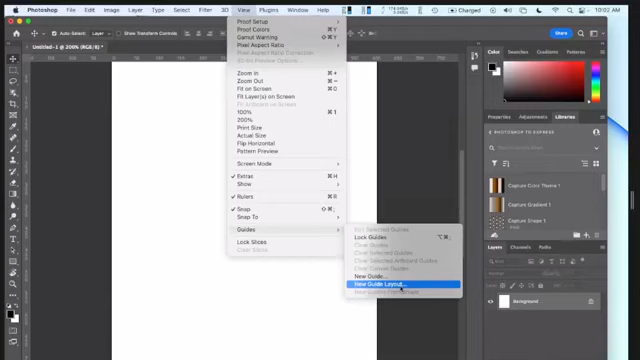 Photoshop File Edit Image Layer Type Select Filter 3D View Plugins Window Help 10:02 AM
Auto-Select: Layer Show Transform Controls Share
Untitled-1 @ 200% (RGB/8) *
Proof Setup
Proof Colors ⌘Y
Gamut Warning ⇧⌘Y
Pixel Aspect Ratio
Pixel Aspect Ratio Correction
32-bit Preview Options...
Zoom In ⌘+
Zoom Out ⌘−
Fit on Screen ⌘0
Fit Layer(s) on Screen
Fit Artboard on Screen
100% ⌘1
200%
Print Size
Actual Size
Flip Horizontal
Pattern Preview
Screen Mode
Extras ⌘H
Show
Rulers ⌘R
Snap ⇧⌘;
Snap To
Guides
Lock Slices
Clear Slices
Edit Selected Guides
Lock Guides ⌥⌘;
Clear Guides
Clear Selected Guides
Clear Selected Artboard Guides
Clear Canvas Guides
New Guide...
New Guide Layout...
New Guides From Shape
Color Swatches Gradients Patterns
Properties Adjustments Libraries
PHOTOSHOP TO EXPRESS
Capture Color Theme 1
Capture Gradient 1
Capture Shape 1
Layers Channels Paths
Background